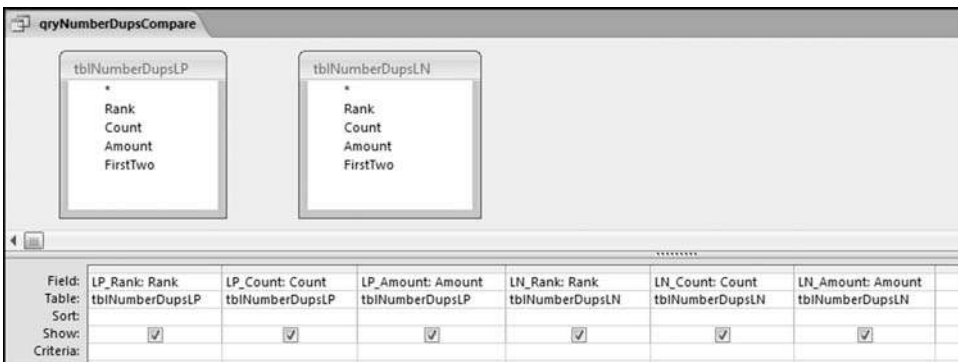 qryNumberDupsCompare
tblNumberDupsLP
*
Rank
Count
Amount
FirstTwo
tblNumberDupsLN
*
Rank
Count
Amount
FirstTwo
Field: LP_Rank: Rank LP_Count: Count LP_Amount: Amount LN_Rank: Rank LN_Count: Count LN_Amount: Amount
Table: tblNumberDupsLP tblNumberDupsLP tblNumberDupsLP tblNumberDupsLN tblNumberDupsLN tblNumberDupsLN
Sort:
Show:
Criteria: